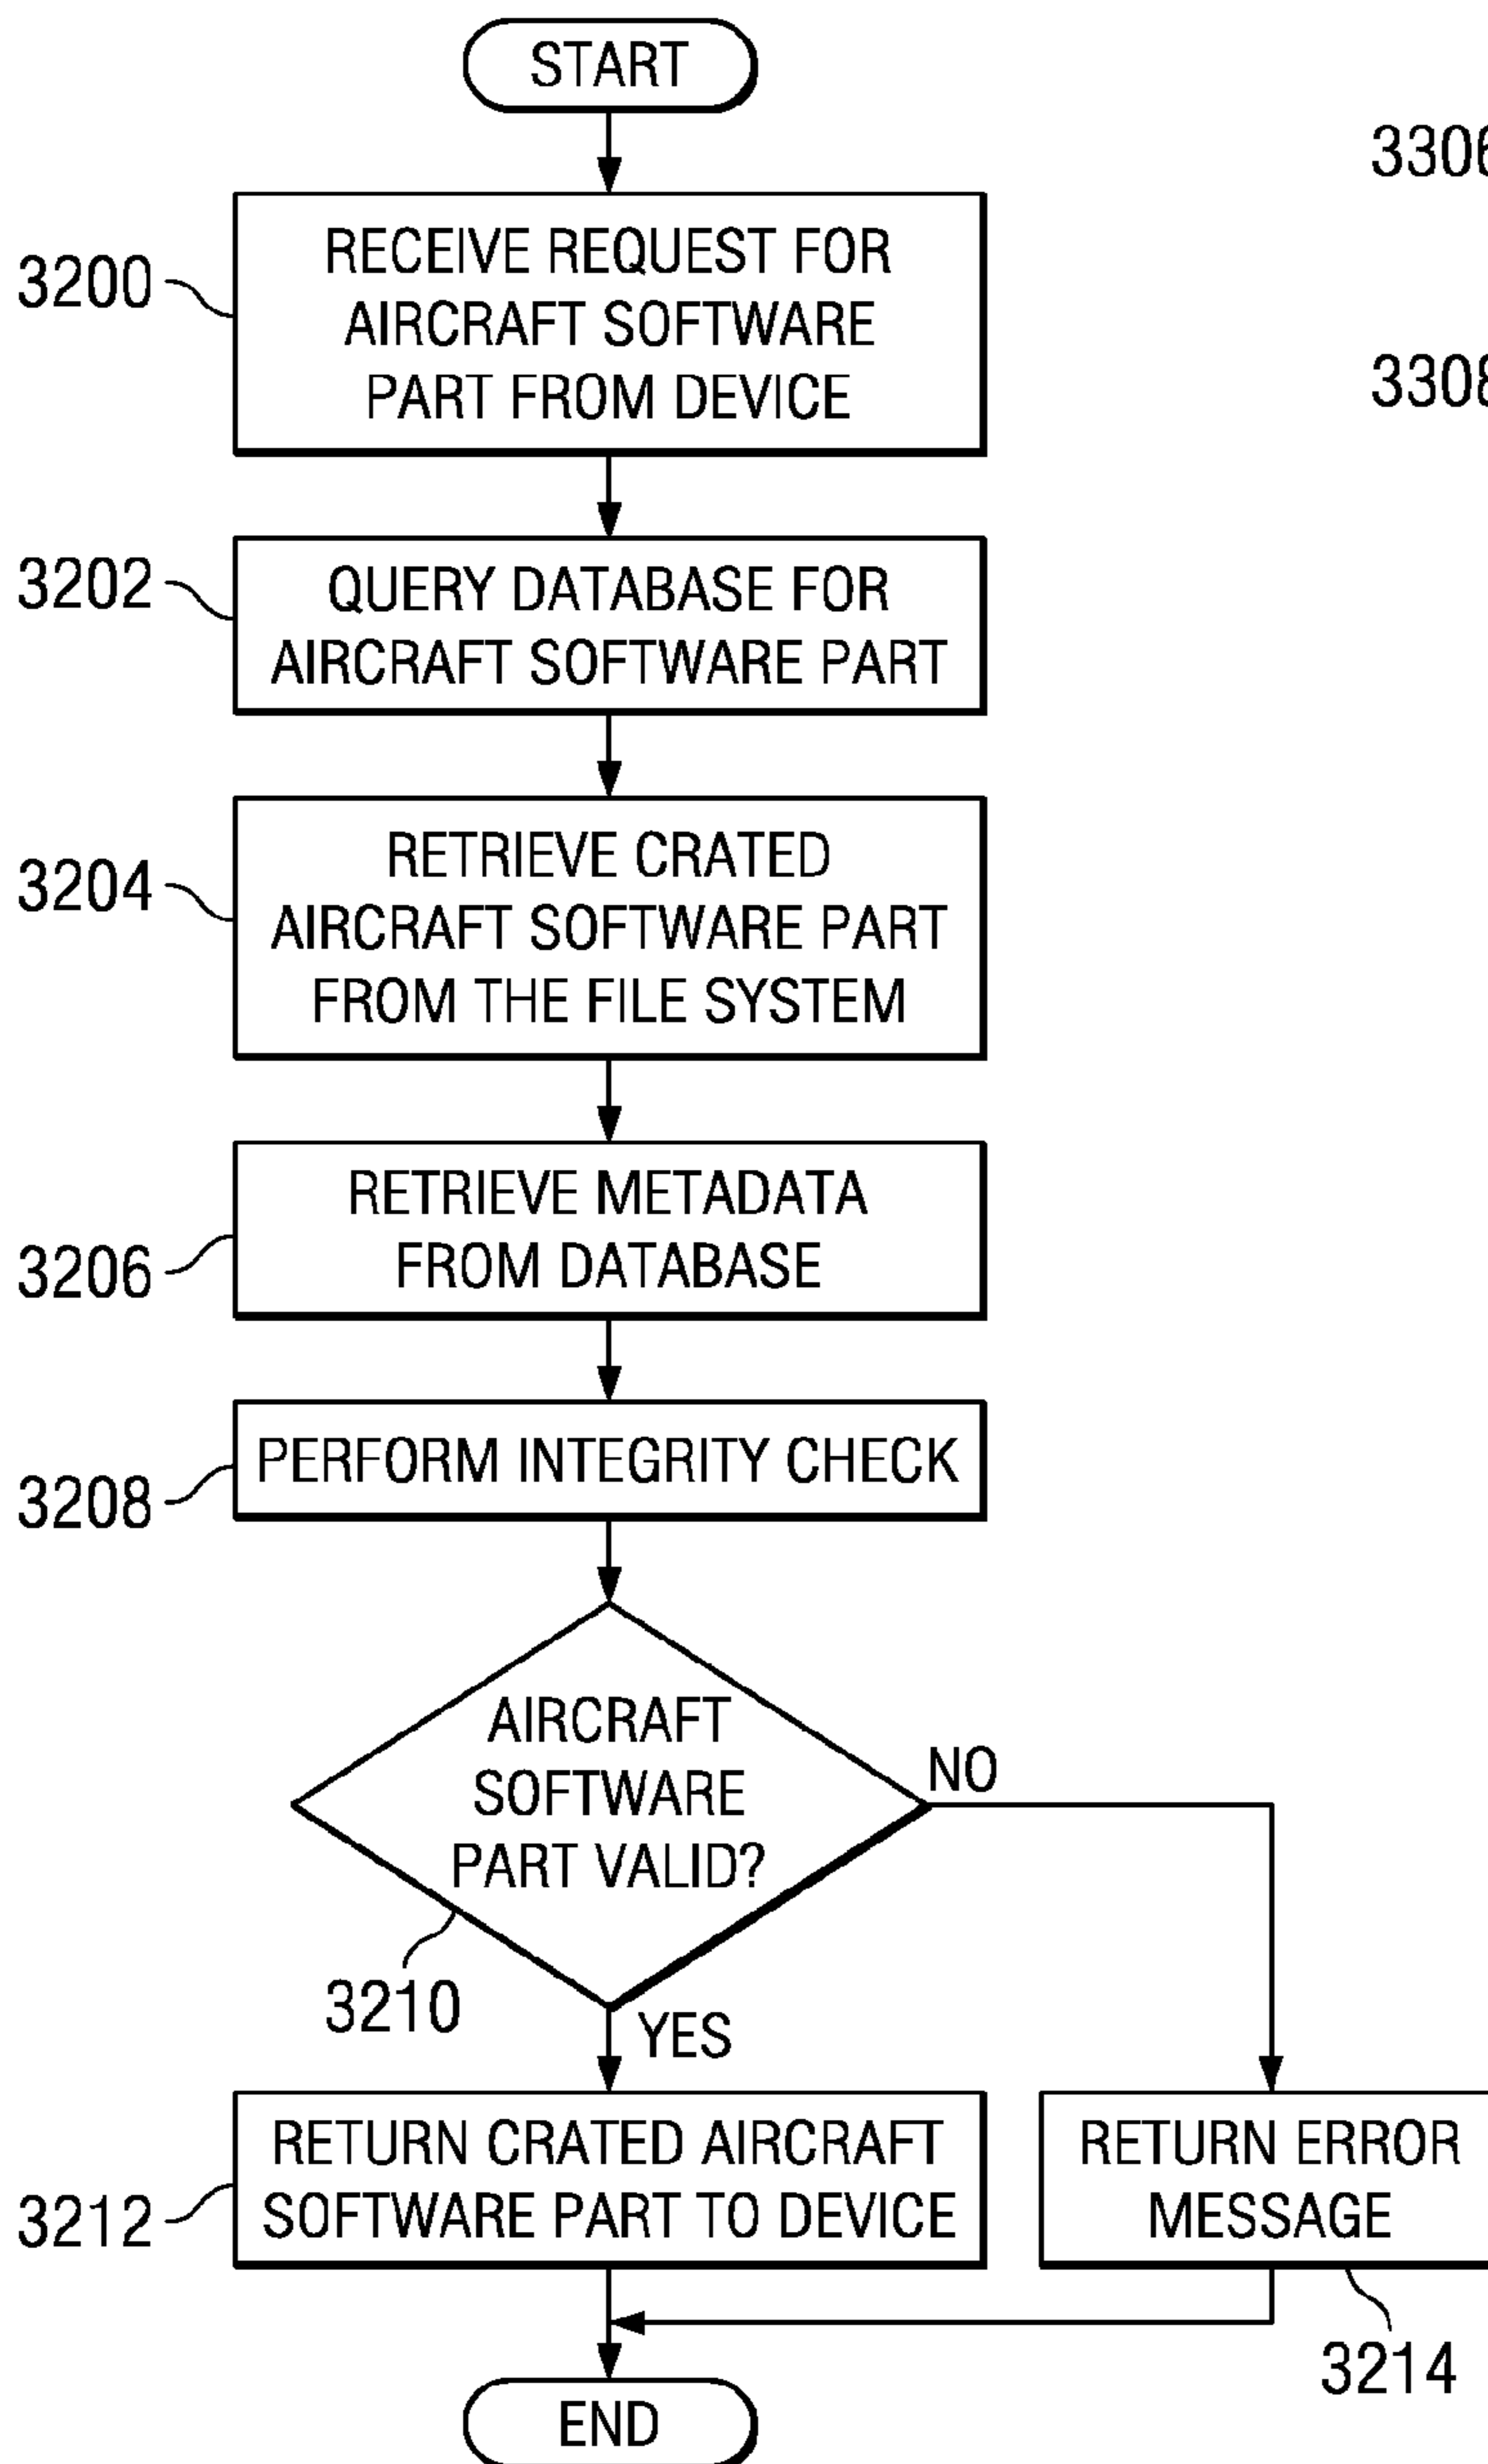 START
3200
RECEIVE REQUEST FOR
AIRCRAFT SOFTWARE
PART FROM DEVICE
3202
QUERY DATABASE FOR
AIRCRAFT SOFTWARE PART
3204
RETRIEVE CRATED
AIRCRAFT SOFTWARE PART
FROM THE FILE SYSTEM
3206
RETRIEVE METADATA
FROM DATABASE
3208
PERFORM INTEGRITY CHECK
AIRCRAFT
SOFTWARE
PART VALID?
NO
3210
YES
3212
RETURN CRATED AIRCRAFT
SOFTWARE PART TO DEVICE
RETURN ERROR
MESSAGE
3214
END
3306
3308